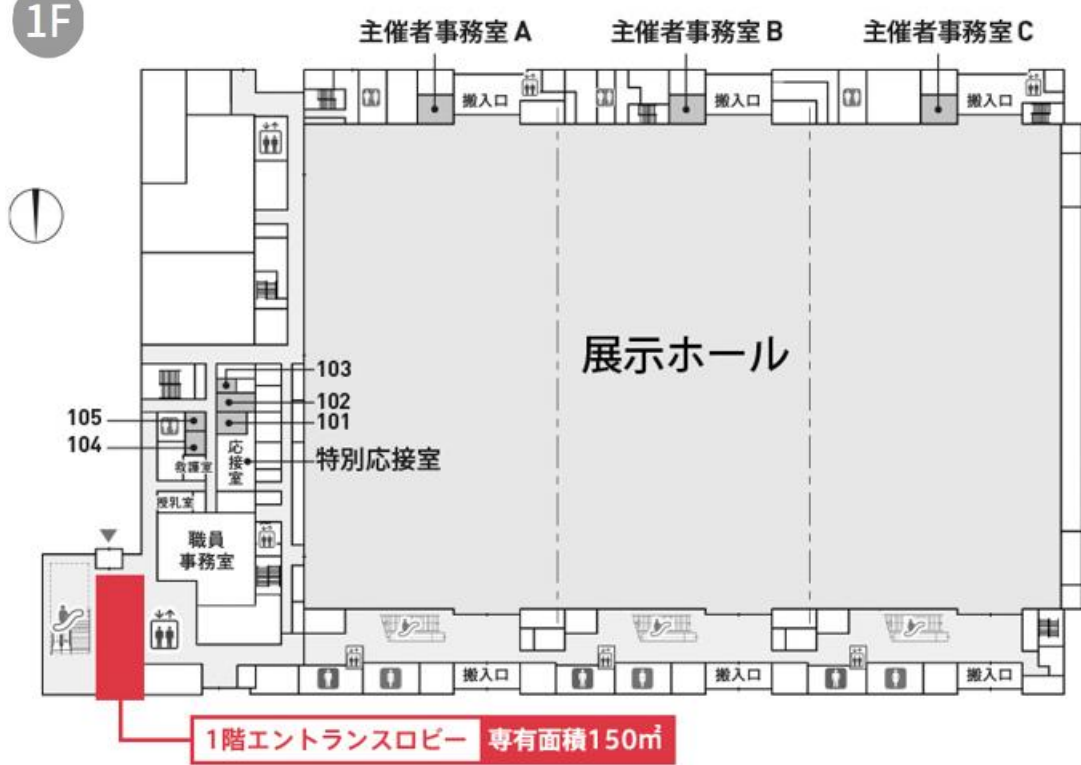 1F
主催者事務室 A
主催者事務室 B
主催者事務室 C
搬入口
搬入口
搬入口
展示ホール
103
102
101
105
104
応接室
特別応接室
救護室
授乳室
職員
事務室
搬入口
搬入口
搬入口
1階エントランスロビー 専有面積150㎡